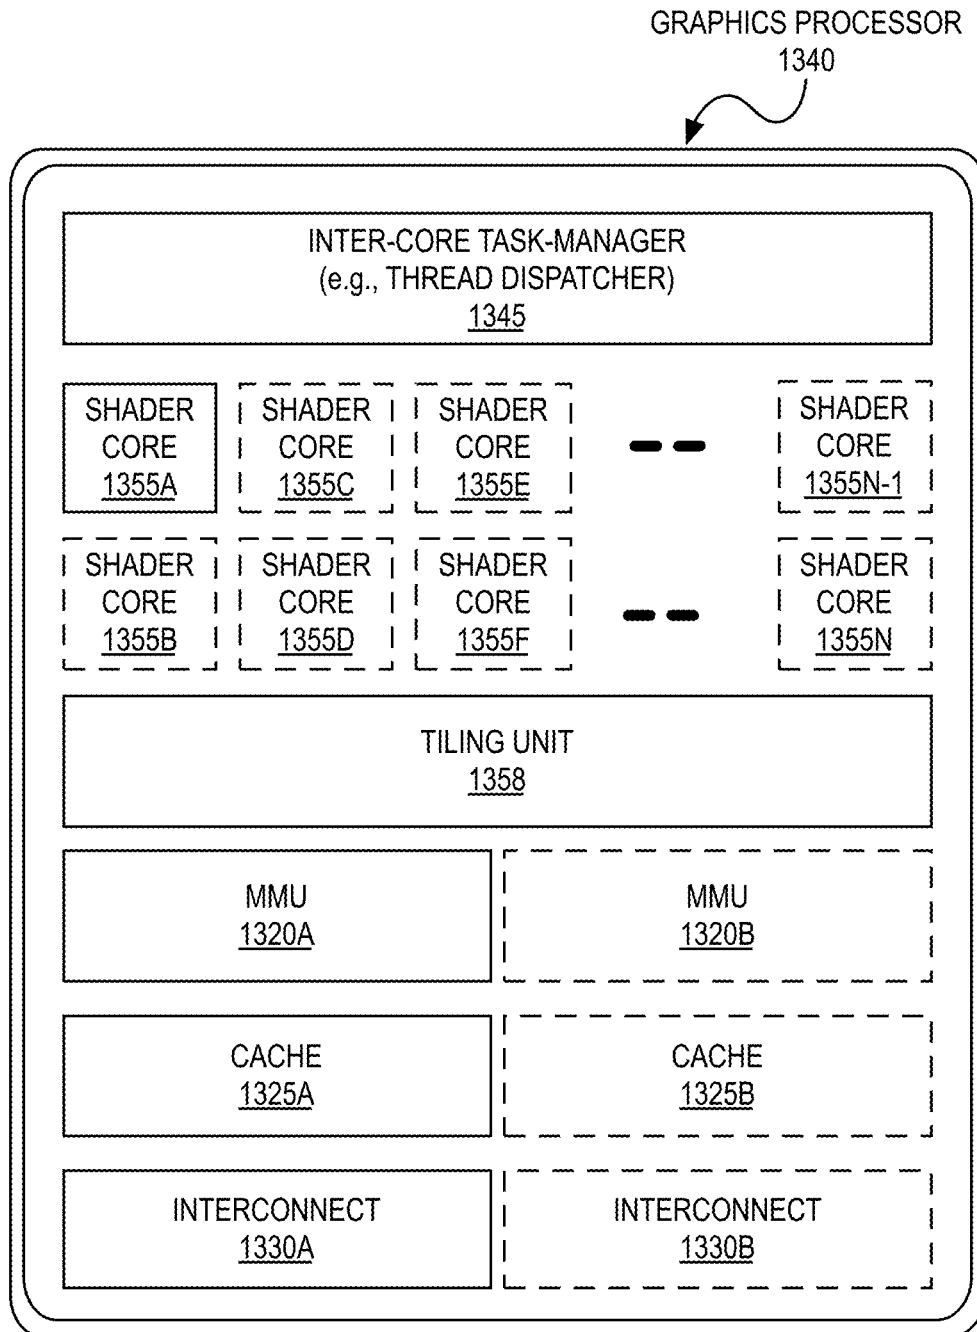 GRAPHICS PROCESSOR
1340
INTER-CORE TASK-MANAGER
(e.g., THREAD DISPATCHER)
1345
SHADER
CORE
1355A
SHADER
CORE
1355C
SHADER
CORE
1355E
SHADER
CORE
1355N-1
SHADER
CORE
1355B
SHADER
CORE
1355D
SHADER
CORE
1355F
SHADER
CORE
1355N
TILING UNIT
1358
MMU
1320A
MMU
1320B
CACHE
1325A
CACHE
1325B
INTERCONNECT
1330A
INTERCONNECT
1330B